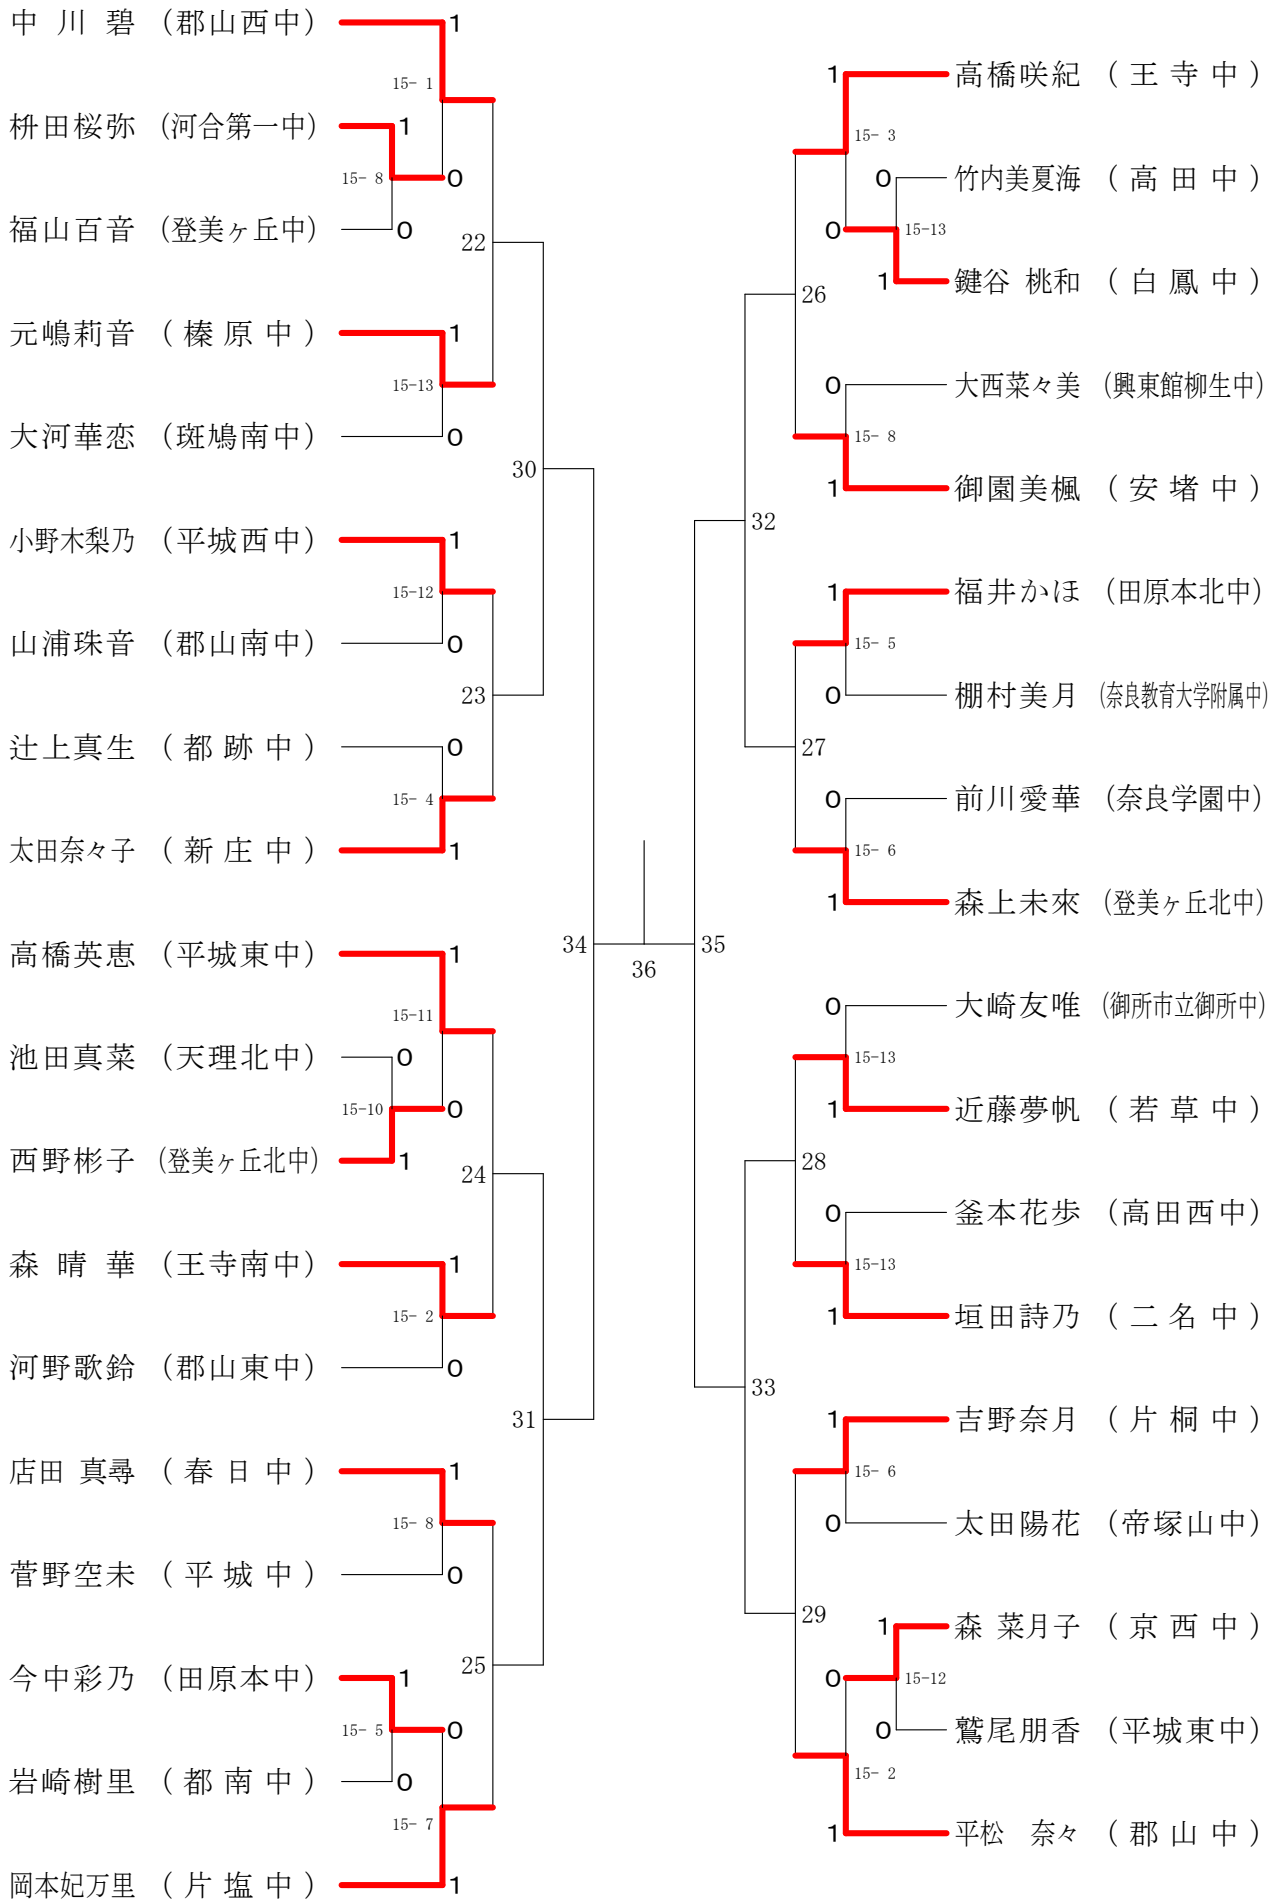 中川碧 (郡山西中) 1
15- 1
枡田桜弥 (河合第一中) 1
15- 8 0
福山百音 (登美ヶ丘中) 0
22
元嶋莉音 (榛原中) 1
15-13
大河華恋 (斑鳩南中) 0
30
小野木梨乃 (平城西中) 1
15-12
山浦珠音 (郡山南中) 0
23
辻上真生 (都跡中) 0
15- 4
太田奈々子 (新庄中) 1
34
高橋英恵 (平城東中) 1
15-11
池田真菜 (天理北中) 0
15-10 0
西野彬子 (登美ヶ丘北中) 1
24
森晴華 (王寺南中) 1
15- 2
河野歌鈴 (郡山東中) 0
31
店田 真尋 (春日中) 1
15- 8
菅野空未 (平城中) 0
25
今中彩乃 (田原本中) 1
15- 5 0
岩崎樹里 (都南中) 0
15- 7
岡本妃万里 (片塩中) 1
36
1 高橋咲紀 (王寺中)
15- 3
0 竹内美夏海 (高田中)
0 15-13
1 鍵谷 桃和 (白鳳中)
26
0 大西菜々美 (興東館柳生中)
15- 8
1 御園美楓 (安堵中)
32
1 福井かほ (田原本北中)
15- 5
0 棚村美月 (奈良教育大学附属中)
27
0 前川愛華 (奈良学園中)
15- 6
1 森上未來 (登美ヶ丘北中)
35
0 大崎友唯 (御所市立御所中)
15-13
1 近藤夢帆 (若草中)
28
0 釜本花歩 (高田西中)
15-13
1 垣田詩乃 (二名中)
33
1 吉野奈月 (片桐中)
15- 6
0 太田陽花 (帝塚山中)
29
1 森 菜月子 (京西中)
0 15-12
0 鷲尾朋香 (平城東中)
15- 2
1 平松 奈々 (郡山中)